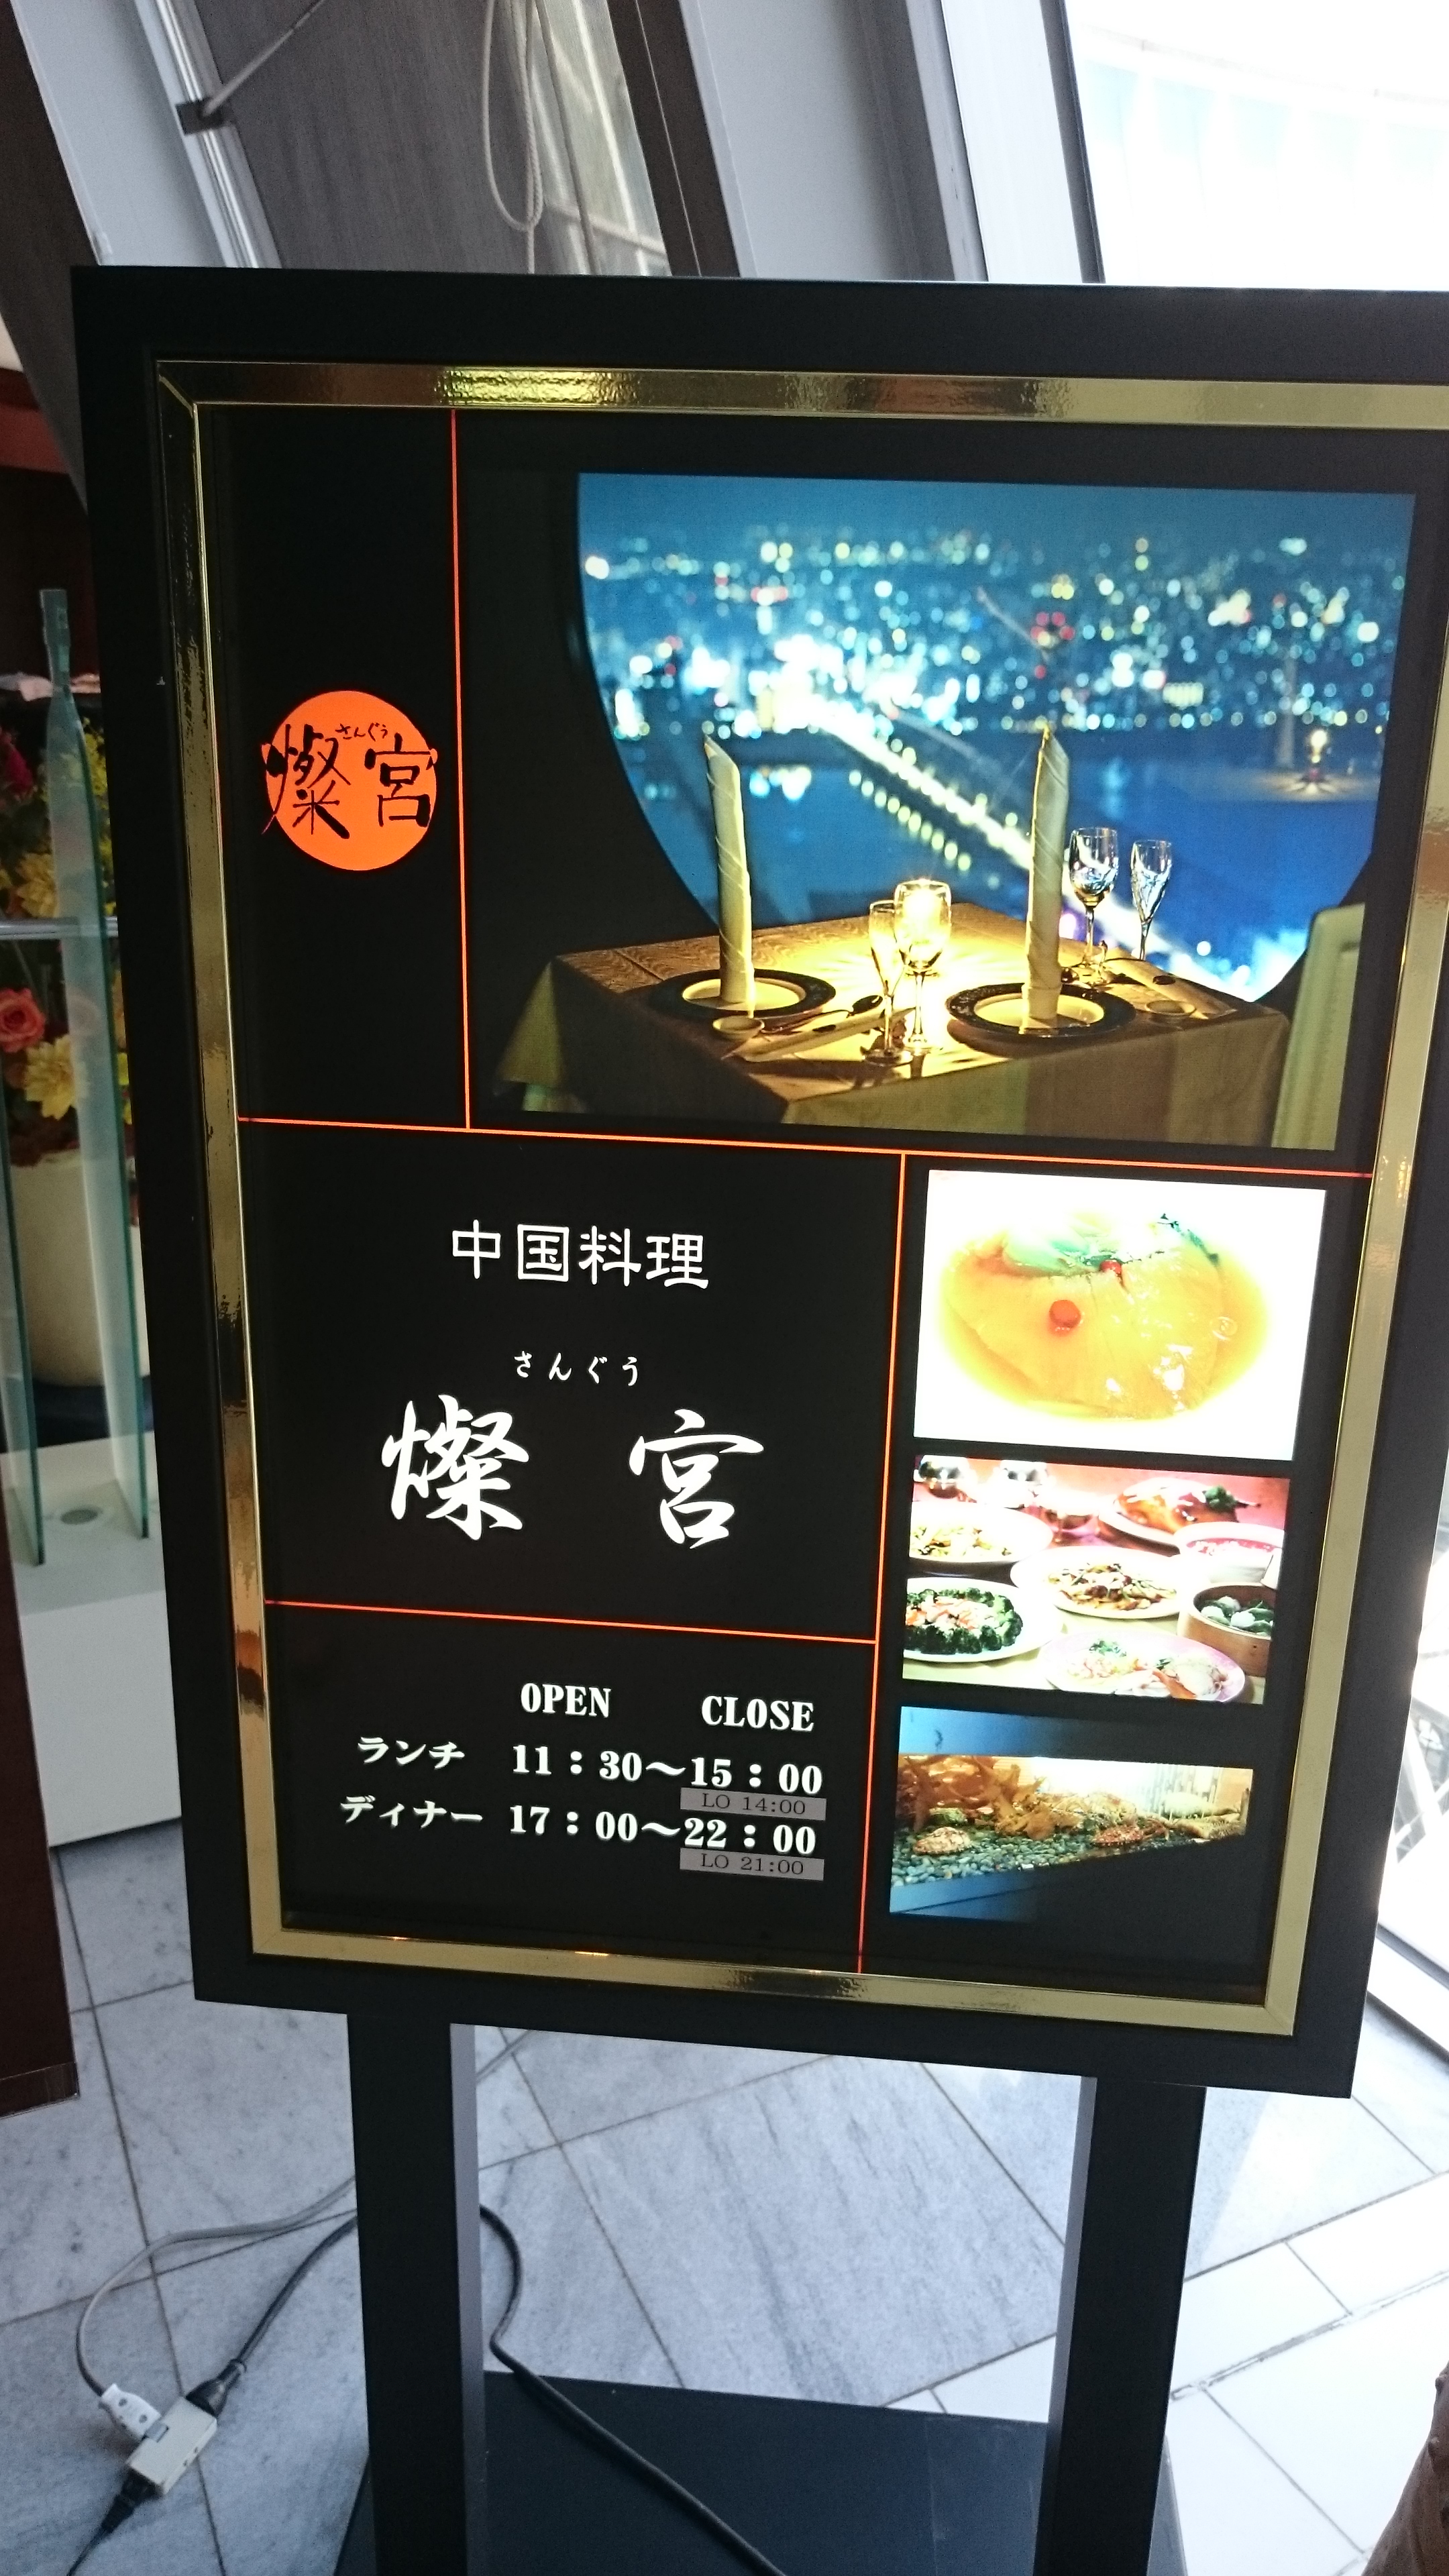 さんぐう
燦宮
中国料理
さんぐう
燦宮
OPEN CLOSE
ランチ 11：30～15：00
LO 14:00
ディナー 17：00～22：00
LO 21:00